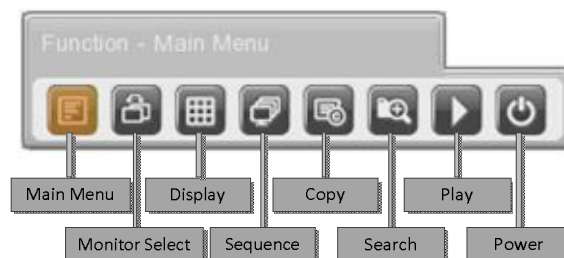 Function - Main Menu
Main Menu
Display
Copy
Play
Monitor Select
Sequence
Search
Power